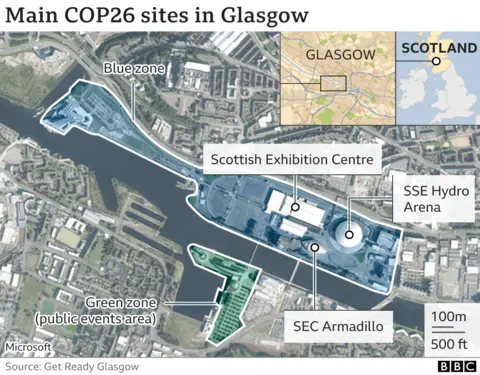 Main COP26 sites in Glasgow
Blue zone
GLASGOW
SCOTLAND
Scottish Exhibition Centre
SSE Hydro
Arena
Green zone
(public events area)
SEC Armadillo
100m
500 ft
Microsoft
Source: Get Ready Glasgow
BBC